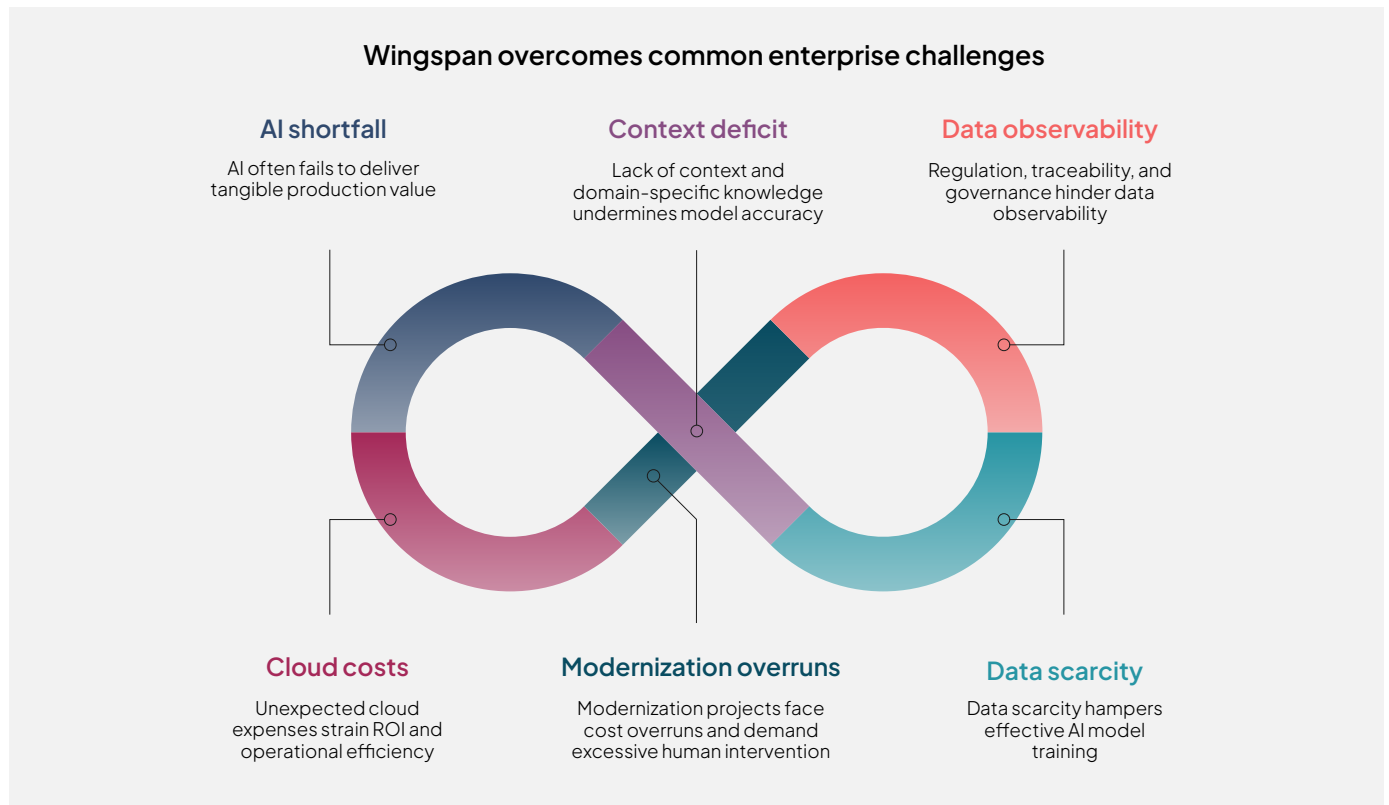 Wingspan overcomes common enterprise challenges
AI shortfall
AI often fails to deliver
tangible production value
Context deficit
Lack of context and
domain-specific knowledge
undermines model accuracy
Data observability
Regulation, traceability, and
governance hinder data
observability
Cloud costs
Unexpected cloud
expenses strain ROI and
operational efficiency
Modernization overruns
Modernization projects face
cost overruns and demand
excessive human intervention
Data scarcity
Data scarcity hampers
effective AI model
training